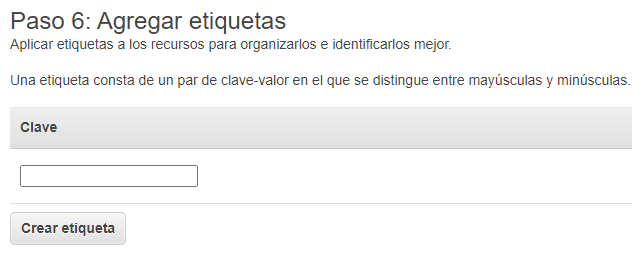 Paso 6: Agregar etiquetas
Aplicar etiquetas a los recursos para organizarlos e identificarlos mejor.
Una etiqueta consta de un par de clave-valor en el que se distingue entre mayúsculas y minúsculas.
Clave
Crear etiqueta